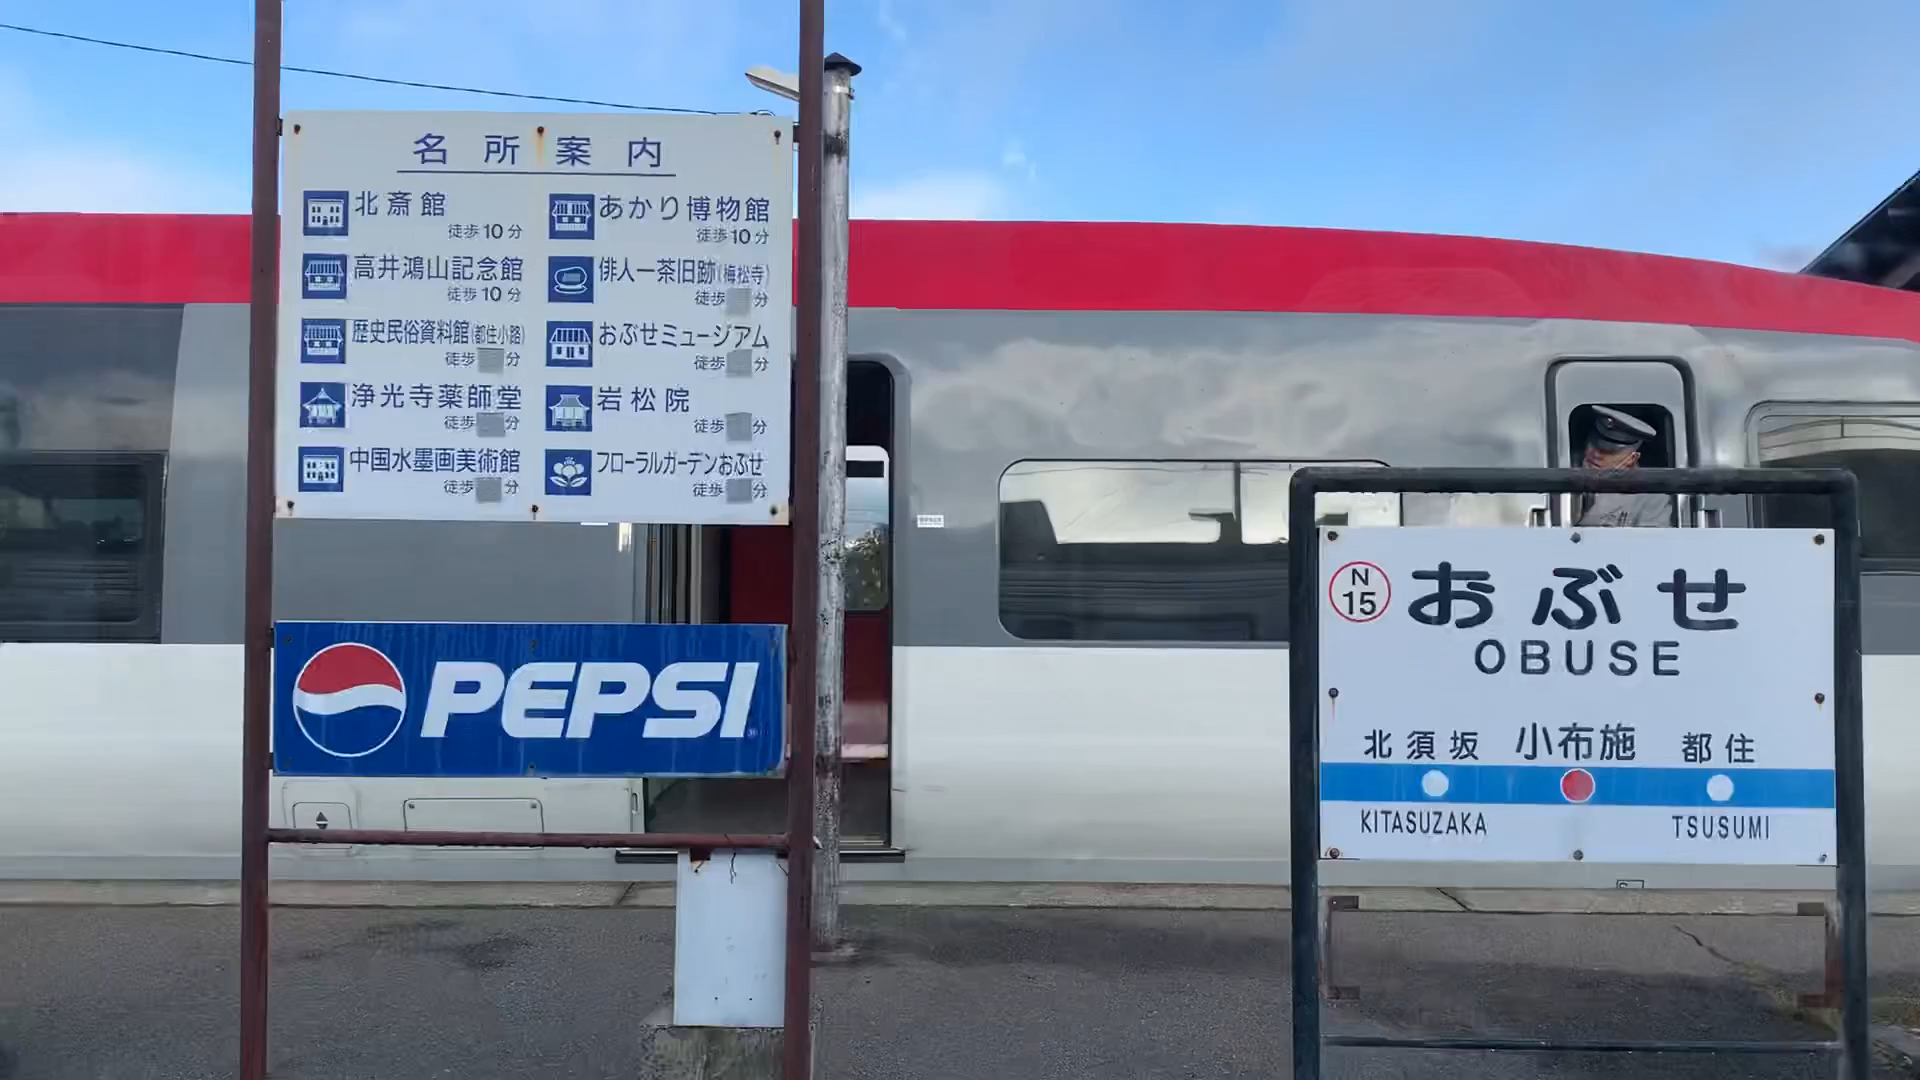 名所案内
北斎館
徒歩10分
高井鴻山記念館
徒歩10分
歴史民俗資料館(都住小路)
徒歩 分
浄光寺薬師堂
徒歩 分
中国水墨画美術館
徒歩 分
あかり博物館
徒歩10分
俳人一茶旧跡(梅松寺)
徒歩 分
おぶせミュージアム
徒歩 分
岩松院
徒歩 分
フローラルガーデンおぶせ
徒歩 分
PEPSI
N
15
おぶせ
OBUSE
北須坂 小布施 都住
KITASUZAKA TSUSUMI